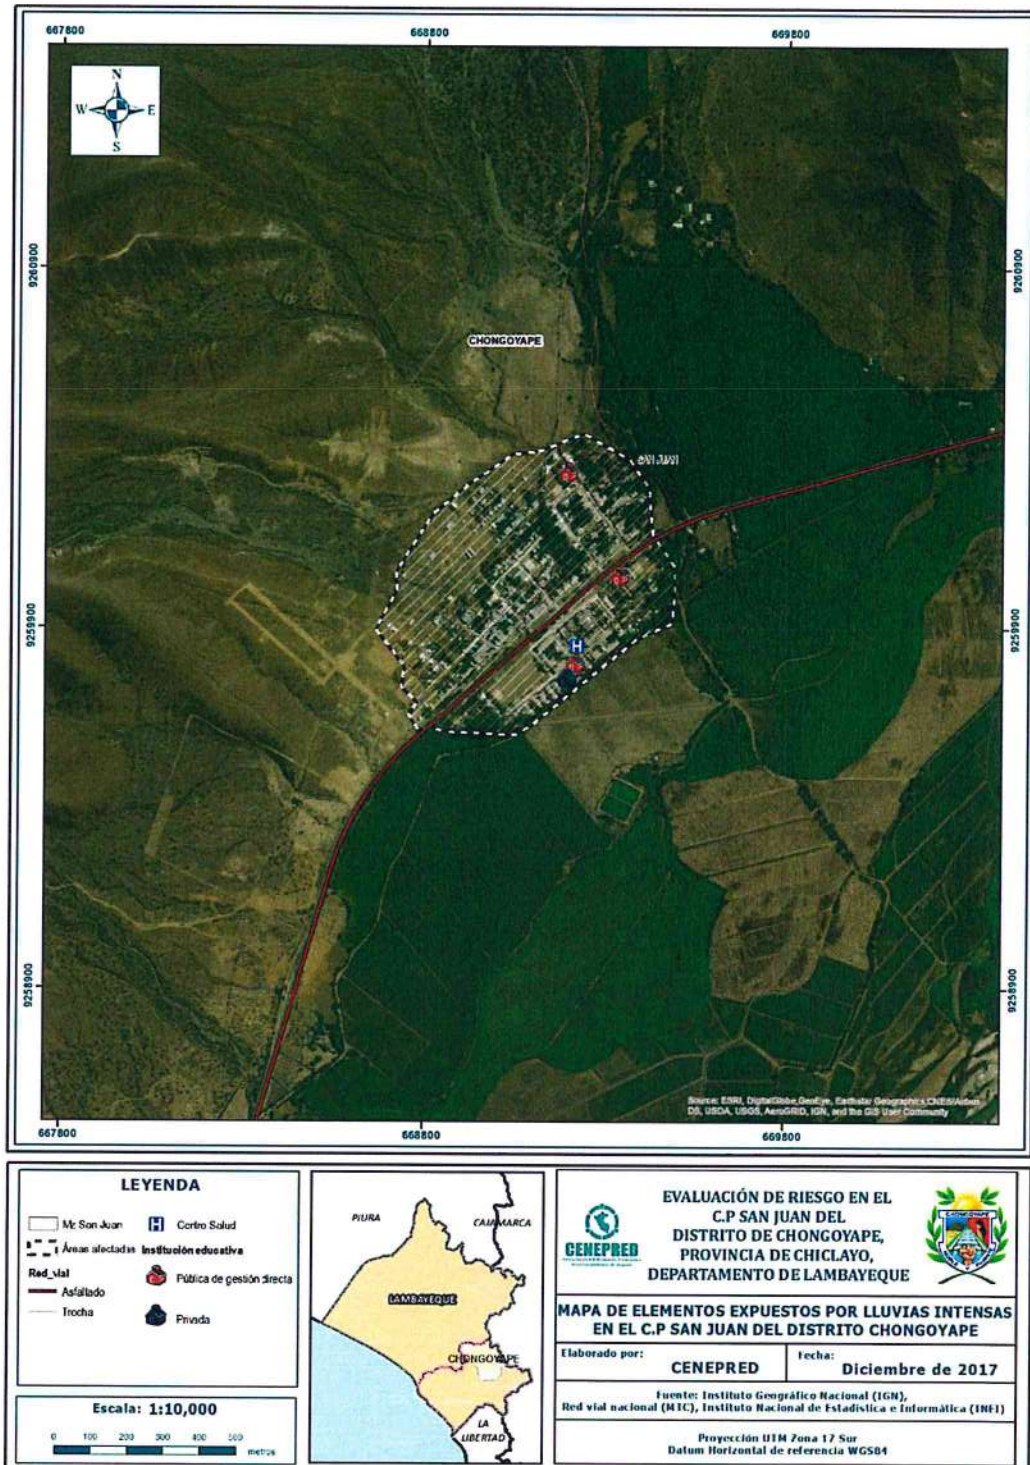 667800
668800
669800
N
W E
S
9260900
9260900
CHONGOYAPE
SAN JUAN
9259900
9259900
9258900
9258900
Source: ESRI, DigitalGlobe, GeoEye, Earthstar Geographics, CNES/Airbus
DS, USDA, USGS, AeroGRID, IGN, and the GIS User Community
667800
668800
669800
LEYENDA
Mz San Juan
Áreas afectadas
Red_vial
Asfaltado
Trocha
H Centro Salud
Institución educativa
Pública de gestión directa
Privada
Escala: 1:10,000
0 100 200 300 400 500
metros
PIURA
CAJAMARCA
LAMBAYEQUE
CHONGOYAPE
LA
LIBERTAD
CENEPRED
EVALUACIÓN DE RIESGO EN EL
C.P SAN JUAN DEL
DISTRITO DE CHONGOYAPE,
PROVINCIA DE CHICLAYO,
DEPARTAMENTO DE LAMBAYEQUE
CHONGOYAPE
MAPA DE ELEMENTOS EXPUESTOS POR LLUVIAS INTENSAS
EN EL C.P SAN JUAN DEL DISTRITO CHONGOYAPE
Elaborado por:
CENEPRED
Fecha:
Diciembre de 2017
Fuente: Instituto Geográfico Nacional (IGN),
Red vial nacional (MTC), Instituto Nacional de Estadística e Informática (INEI)
Proyección UTM Zona 17 Sur
Datum Horizontal de referencia WGS84